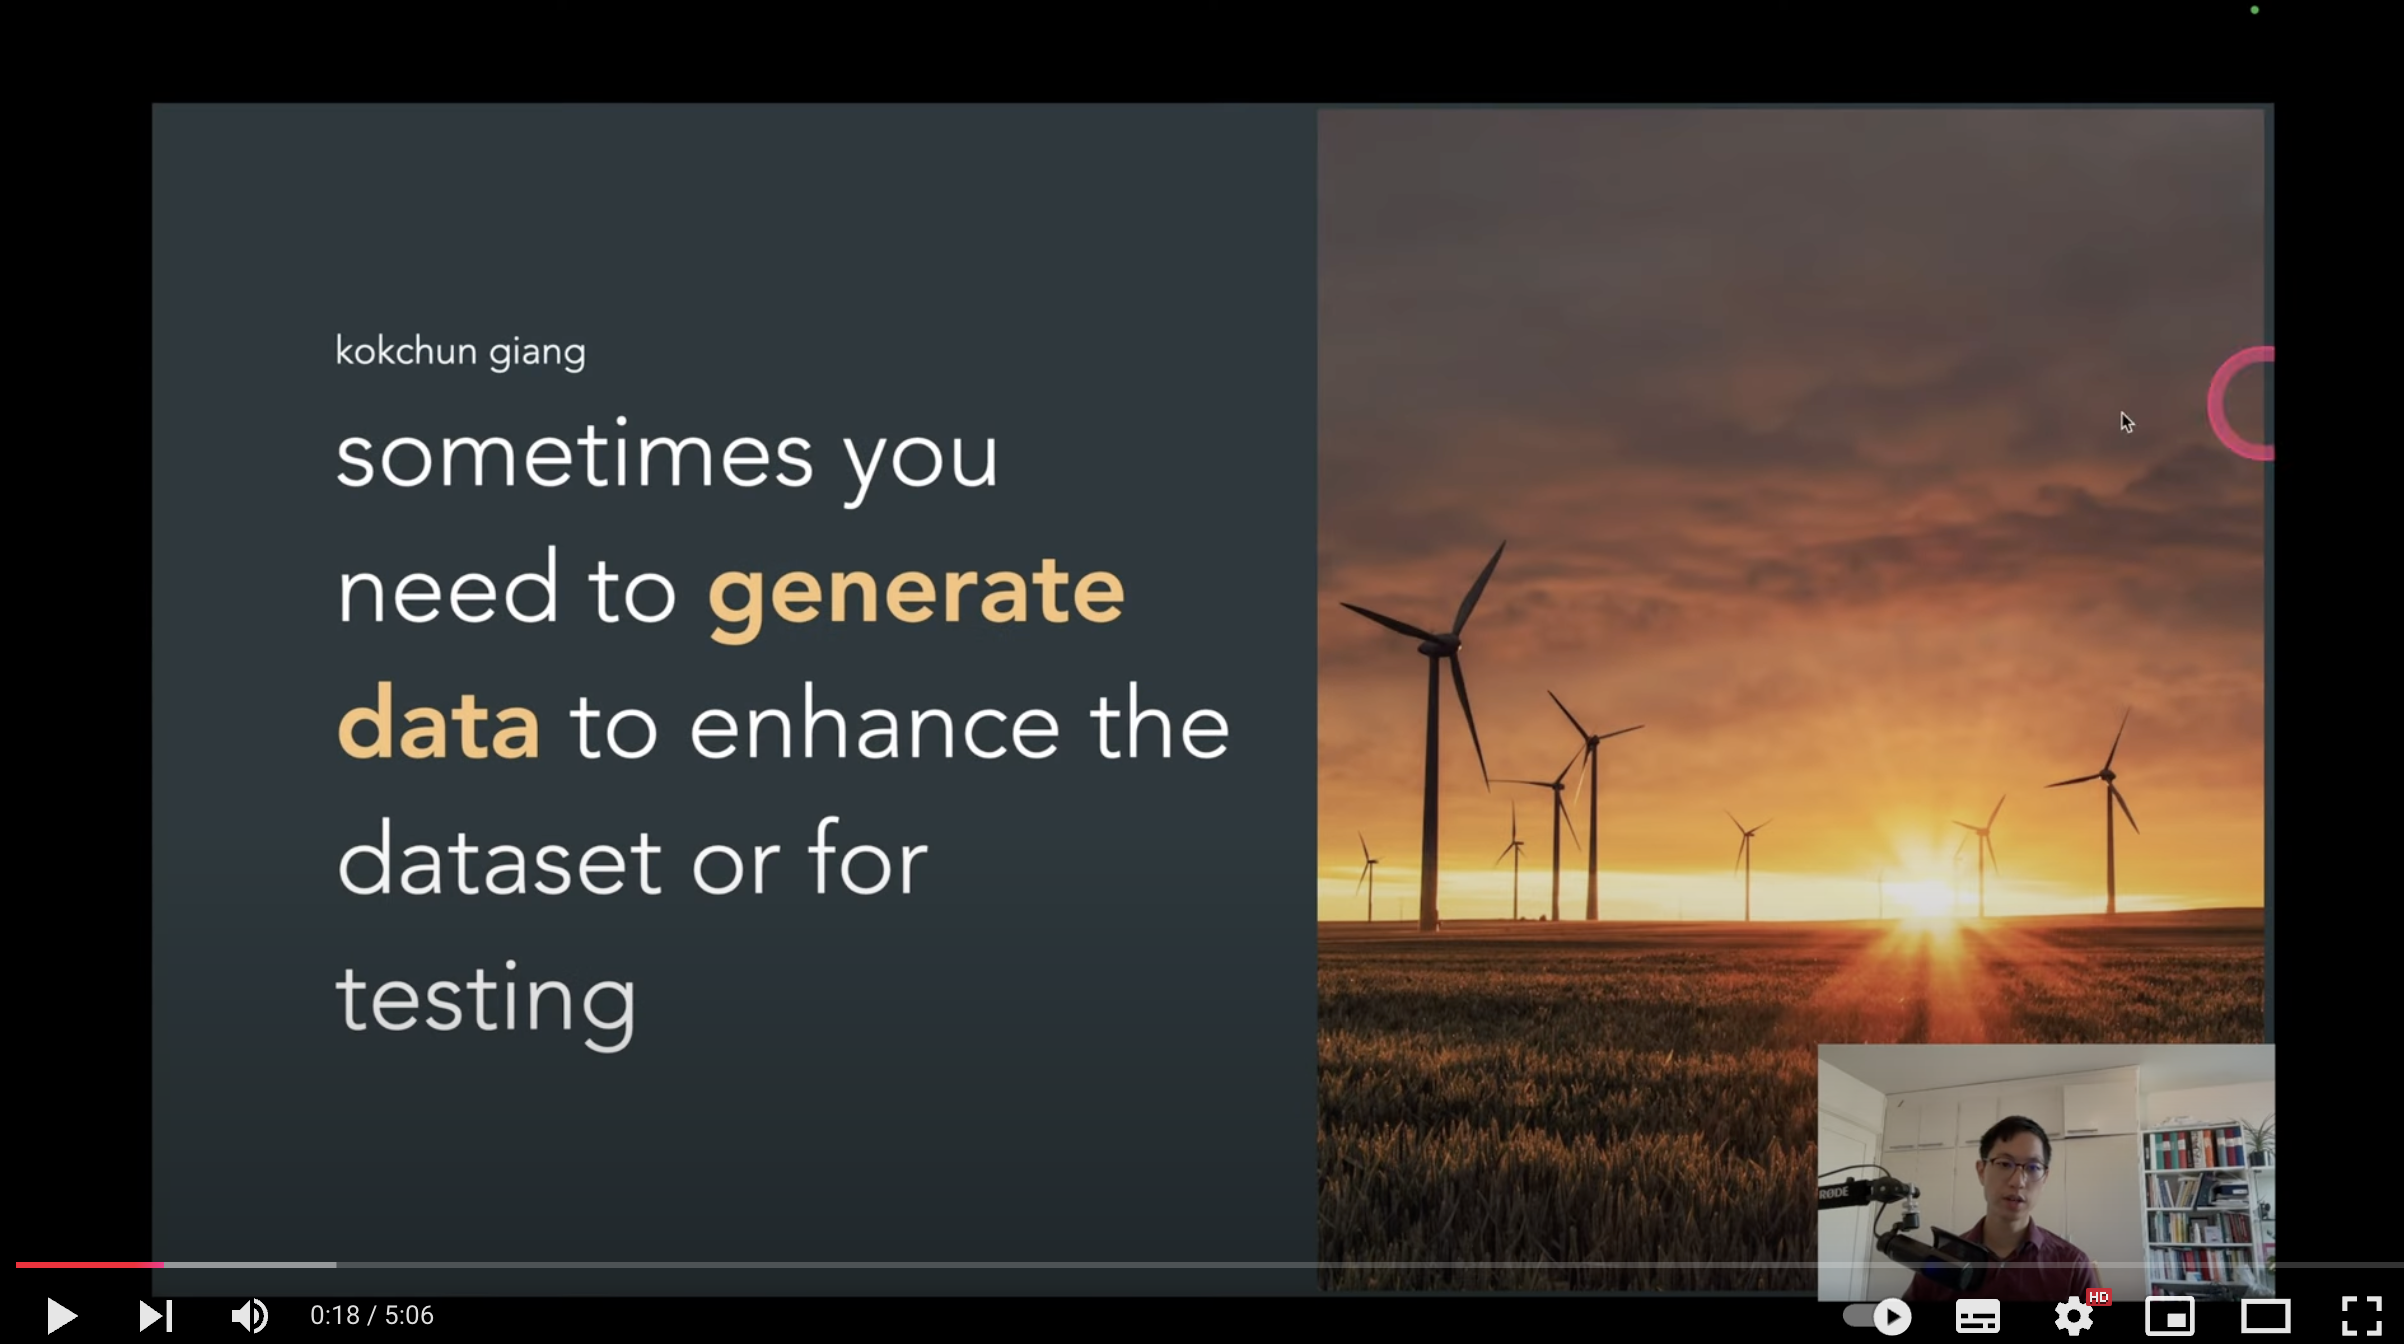 kokchun giang
sometimes you
need to generate
data to enhance the
dataset or for
testing
RØDE
0:18 / 5:06
HD